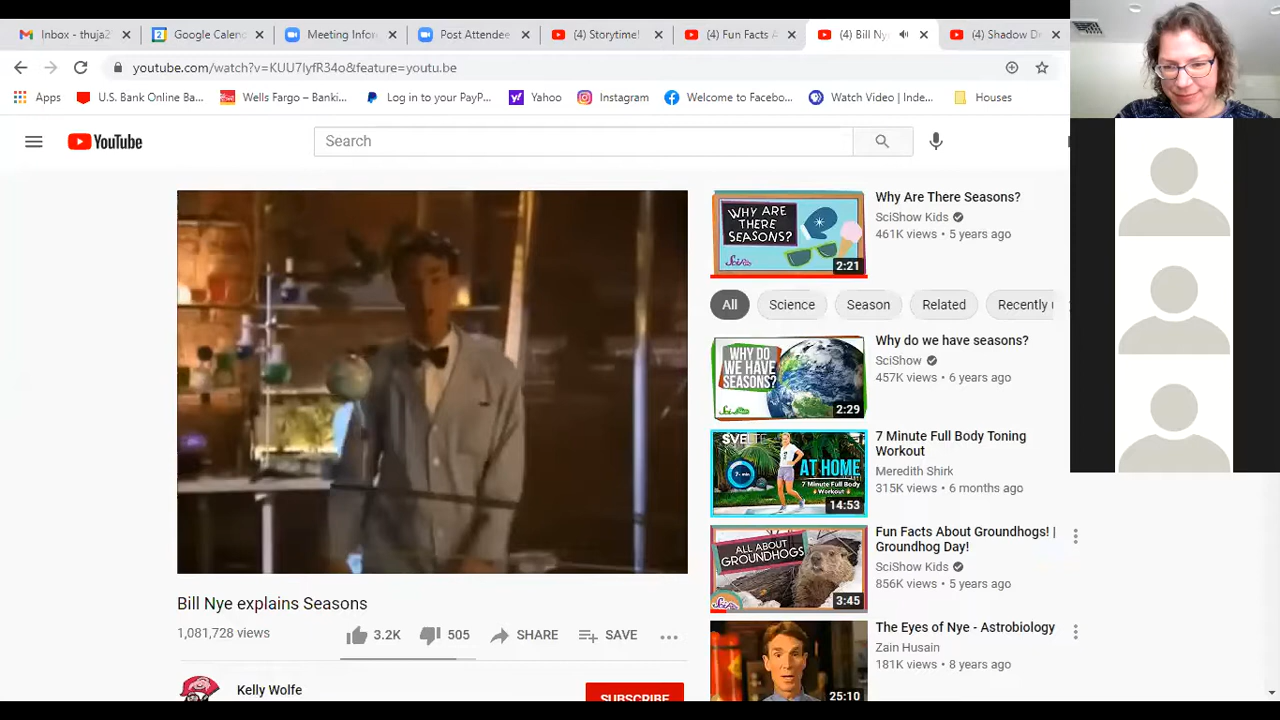 Inbox - thuja2
Google Calend
Meeting Info
Post Attendee
(4) Storytime!
(4) Fun Facts A
(4) Bill Ny
(4) Shadow Dr
youtube.com/watch?v=KUU7IyfR34o&feature=youtu.be
Apps
U.S. Bank Online Ba...
Wells Fargo – Banki...
Log in to your PayP...
Yahoo
Instagram
Welcome to Facebo...
Watch Video | Inde...
Houses
YouTube
Search
WHY ARE THERE SEASONS?
2:21
Why Are There Seasons?
SciShow Kids
461K views • 5 years ago
All
Science
Season
Related
Recently
WHY DO WE HAVE SEASONS?
2:29
Why do we have seasons?
SciShow
457K views • 6 years ago
SVELTE
AT HOME
7 Minute Full Body Workout
14:53
7 Minute Full Body Toning
Workout
Meredith Shirk
315K views • 6 months ago
ALL ABOUT GROUNDHOGS
3:45
Fun Facts About Groundhogs! |
Groundhog Day!
SciShow Kids
856K views • 5 years ago
25:10
The Eyes of Nye - Astrobiology
Zain Husain
181K views • 8 years ago
Bill Nye explains Seasons
1,081,728 views
3.2K
505
SHARE
SAVE
Kelly Wolfe
SUBSCRIBE